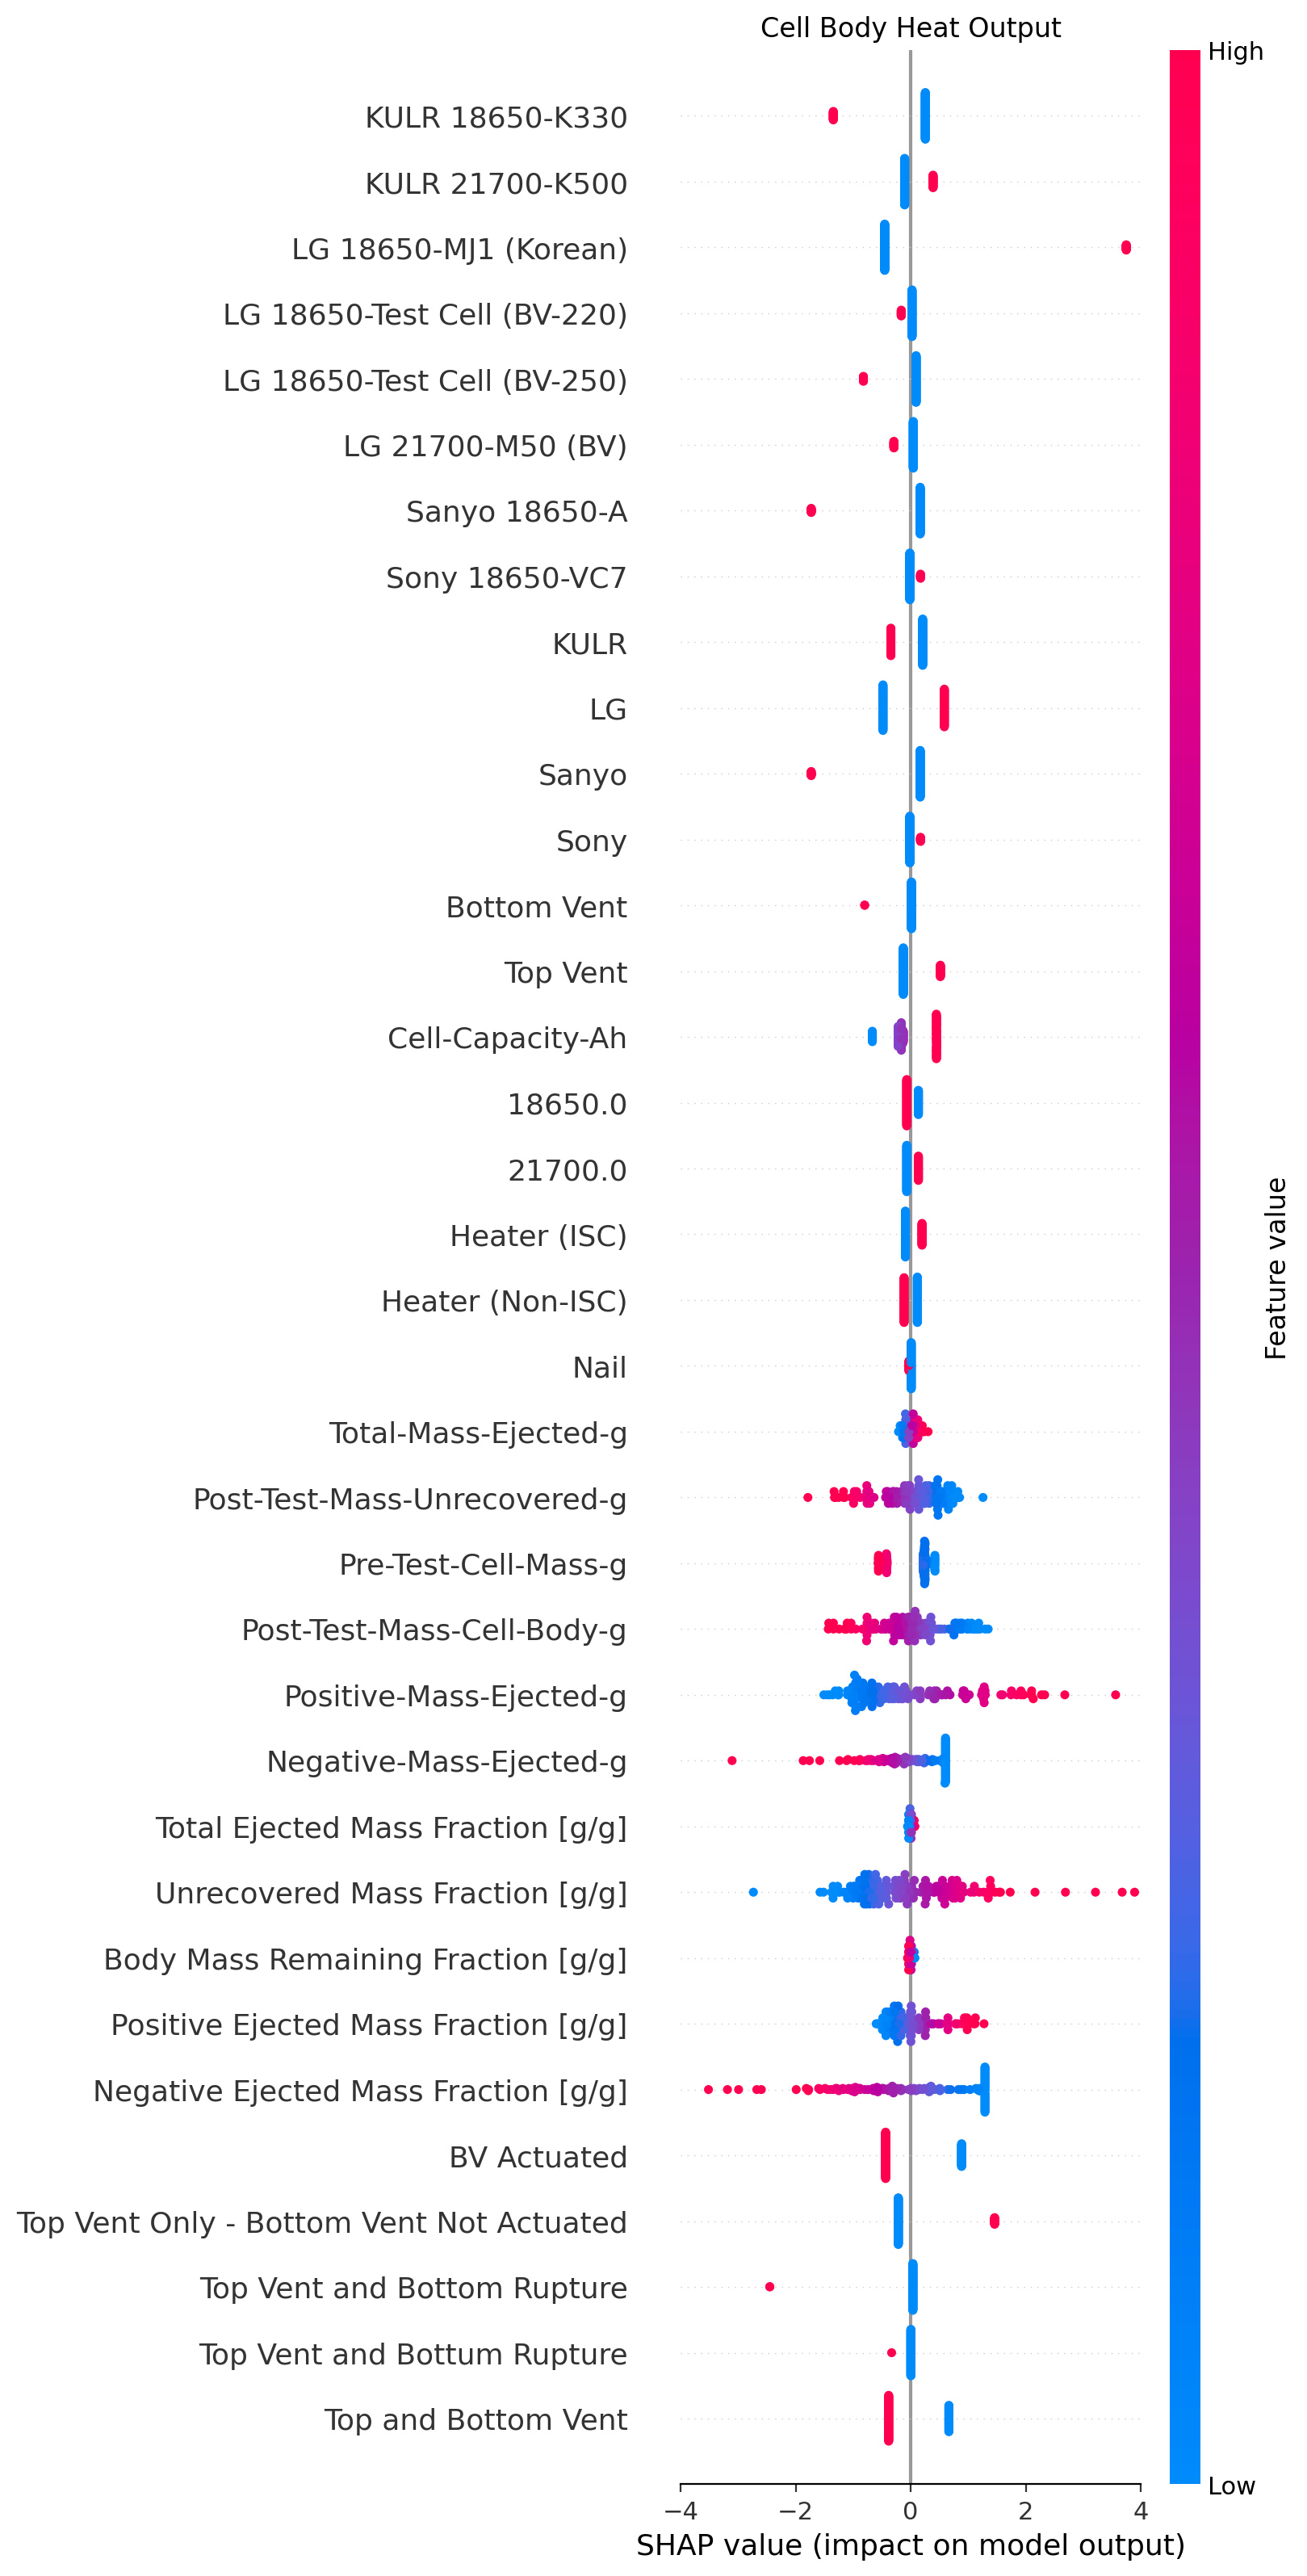 Cell Body Heat Output
High
KULR 18650-K330
KULR 21700-K500
LG 18650-MJ1 (Korean)
LG 18650-Test Cell (BV-220)
LG 18650-Test Cell (BV-250)
LG 21700-M50 (BV)
Sanyo 18650-A
Sony 18650-VC7
KULR
LG
Sanyo
Sony
Bottom Vent
Top Vent
Cell-Capacity-Ah
18650.0
21700.0
Heater (ISC)
Heater (Non-ISC)
Nail
Total-Mass-Ejected-g
Post-Test-Mass-Unrecovered-g
Pre-Test-Cell-Mass-g
Post-Test-Mass-Cell-Body-g
Positive-Mass-Ejected-g
Negative-Mass-Ejected-g
Total Ejected Mass Fraction [g/g]
Unrecovered Mass Fraction [g/g]
Body Mass Remaining Fraction [g/g]
Positive Ejected Mass Fraction [g/g]
Negative Ejected Mass Fraction [g/g]
BV Actuated
Top Vent Only - Bottom Vent Not Actuated
Top Vent and Bottom Rupture
Top Vent and Bottum Rupture
Top and Bottom Vent
Feature value
Low
−4 −2 0 2 4
SHAP value (impact on model output)